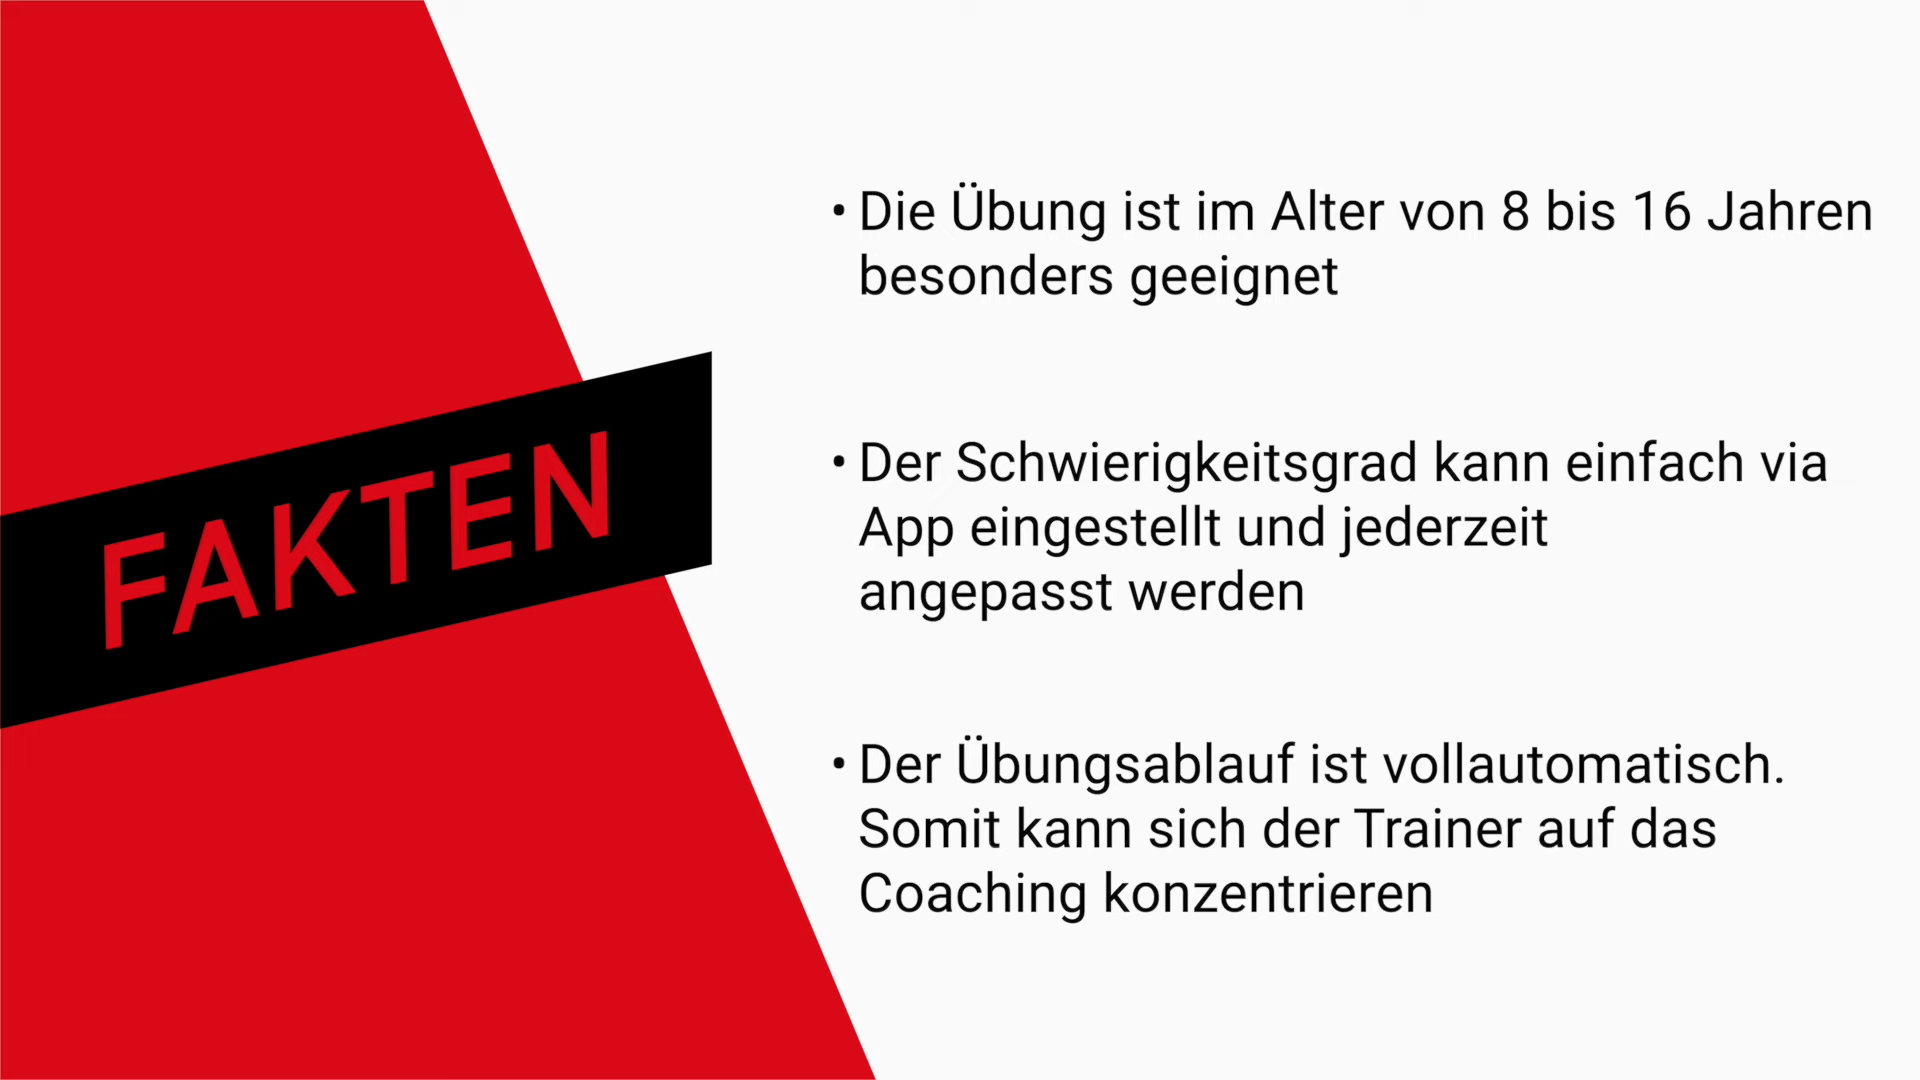 FAKTEN
• Die Übung ist im Alter von 8 bis 16 Jahren
besonders geeignet
• Der Schwierigkeitsgrad kann einfach via
App eingestellt und jederzeit
angepasst werden
• Der Übungsablauf ist vollautomatisch.
Somit kann sich der Trainer auf das
Coaching konzentrieren